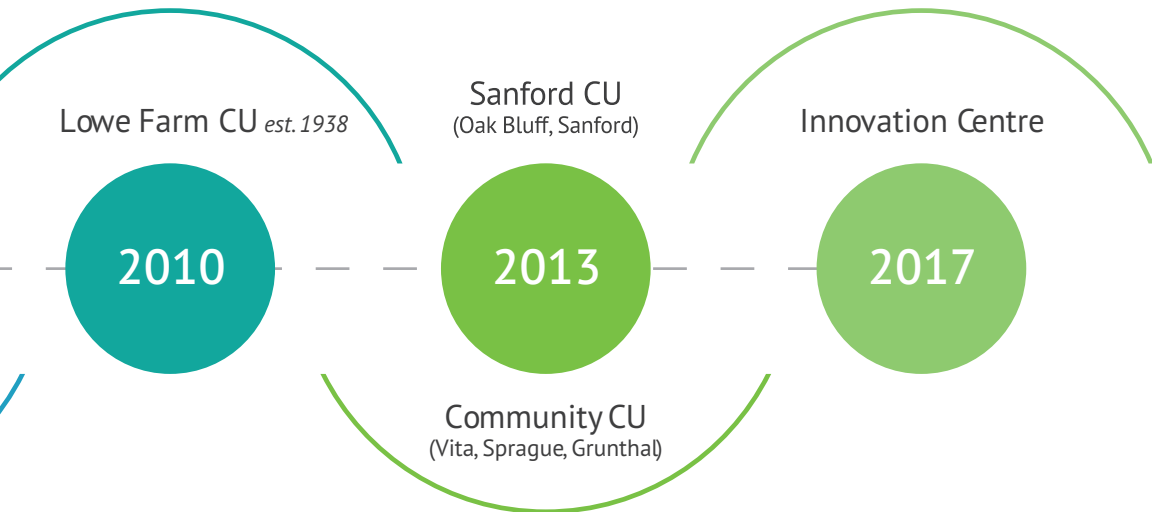 Lowe Farm CU est. 1938
2010
Sanford CU
(Oak Bluff, Sanford)
2013
Community CU
(Vita, Sprague, Grunthal)
Innovation Centre
2017